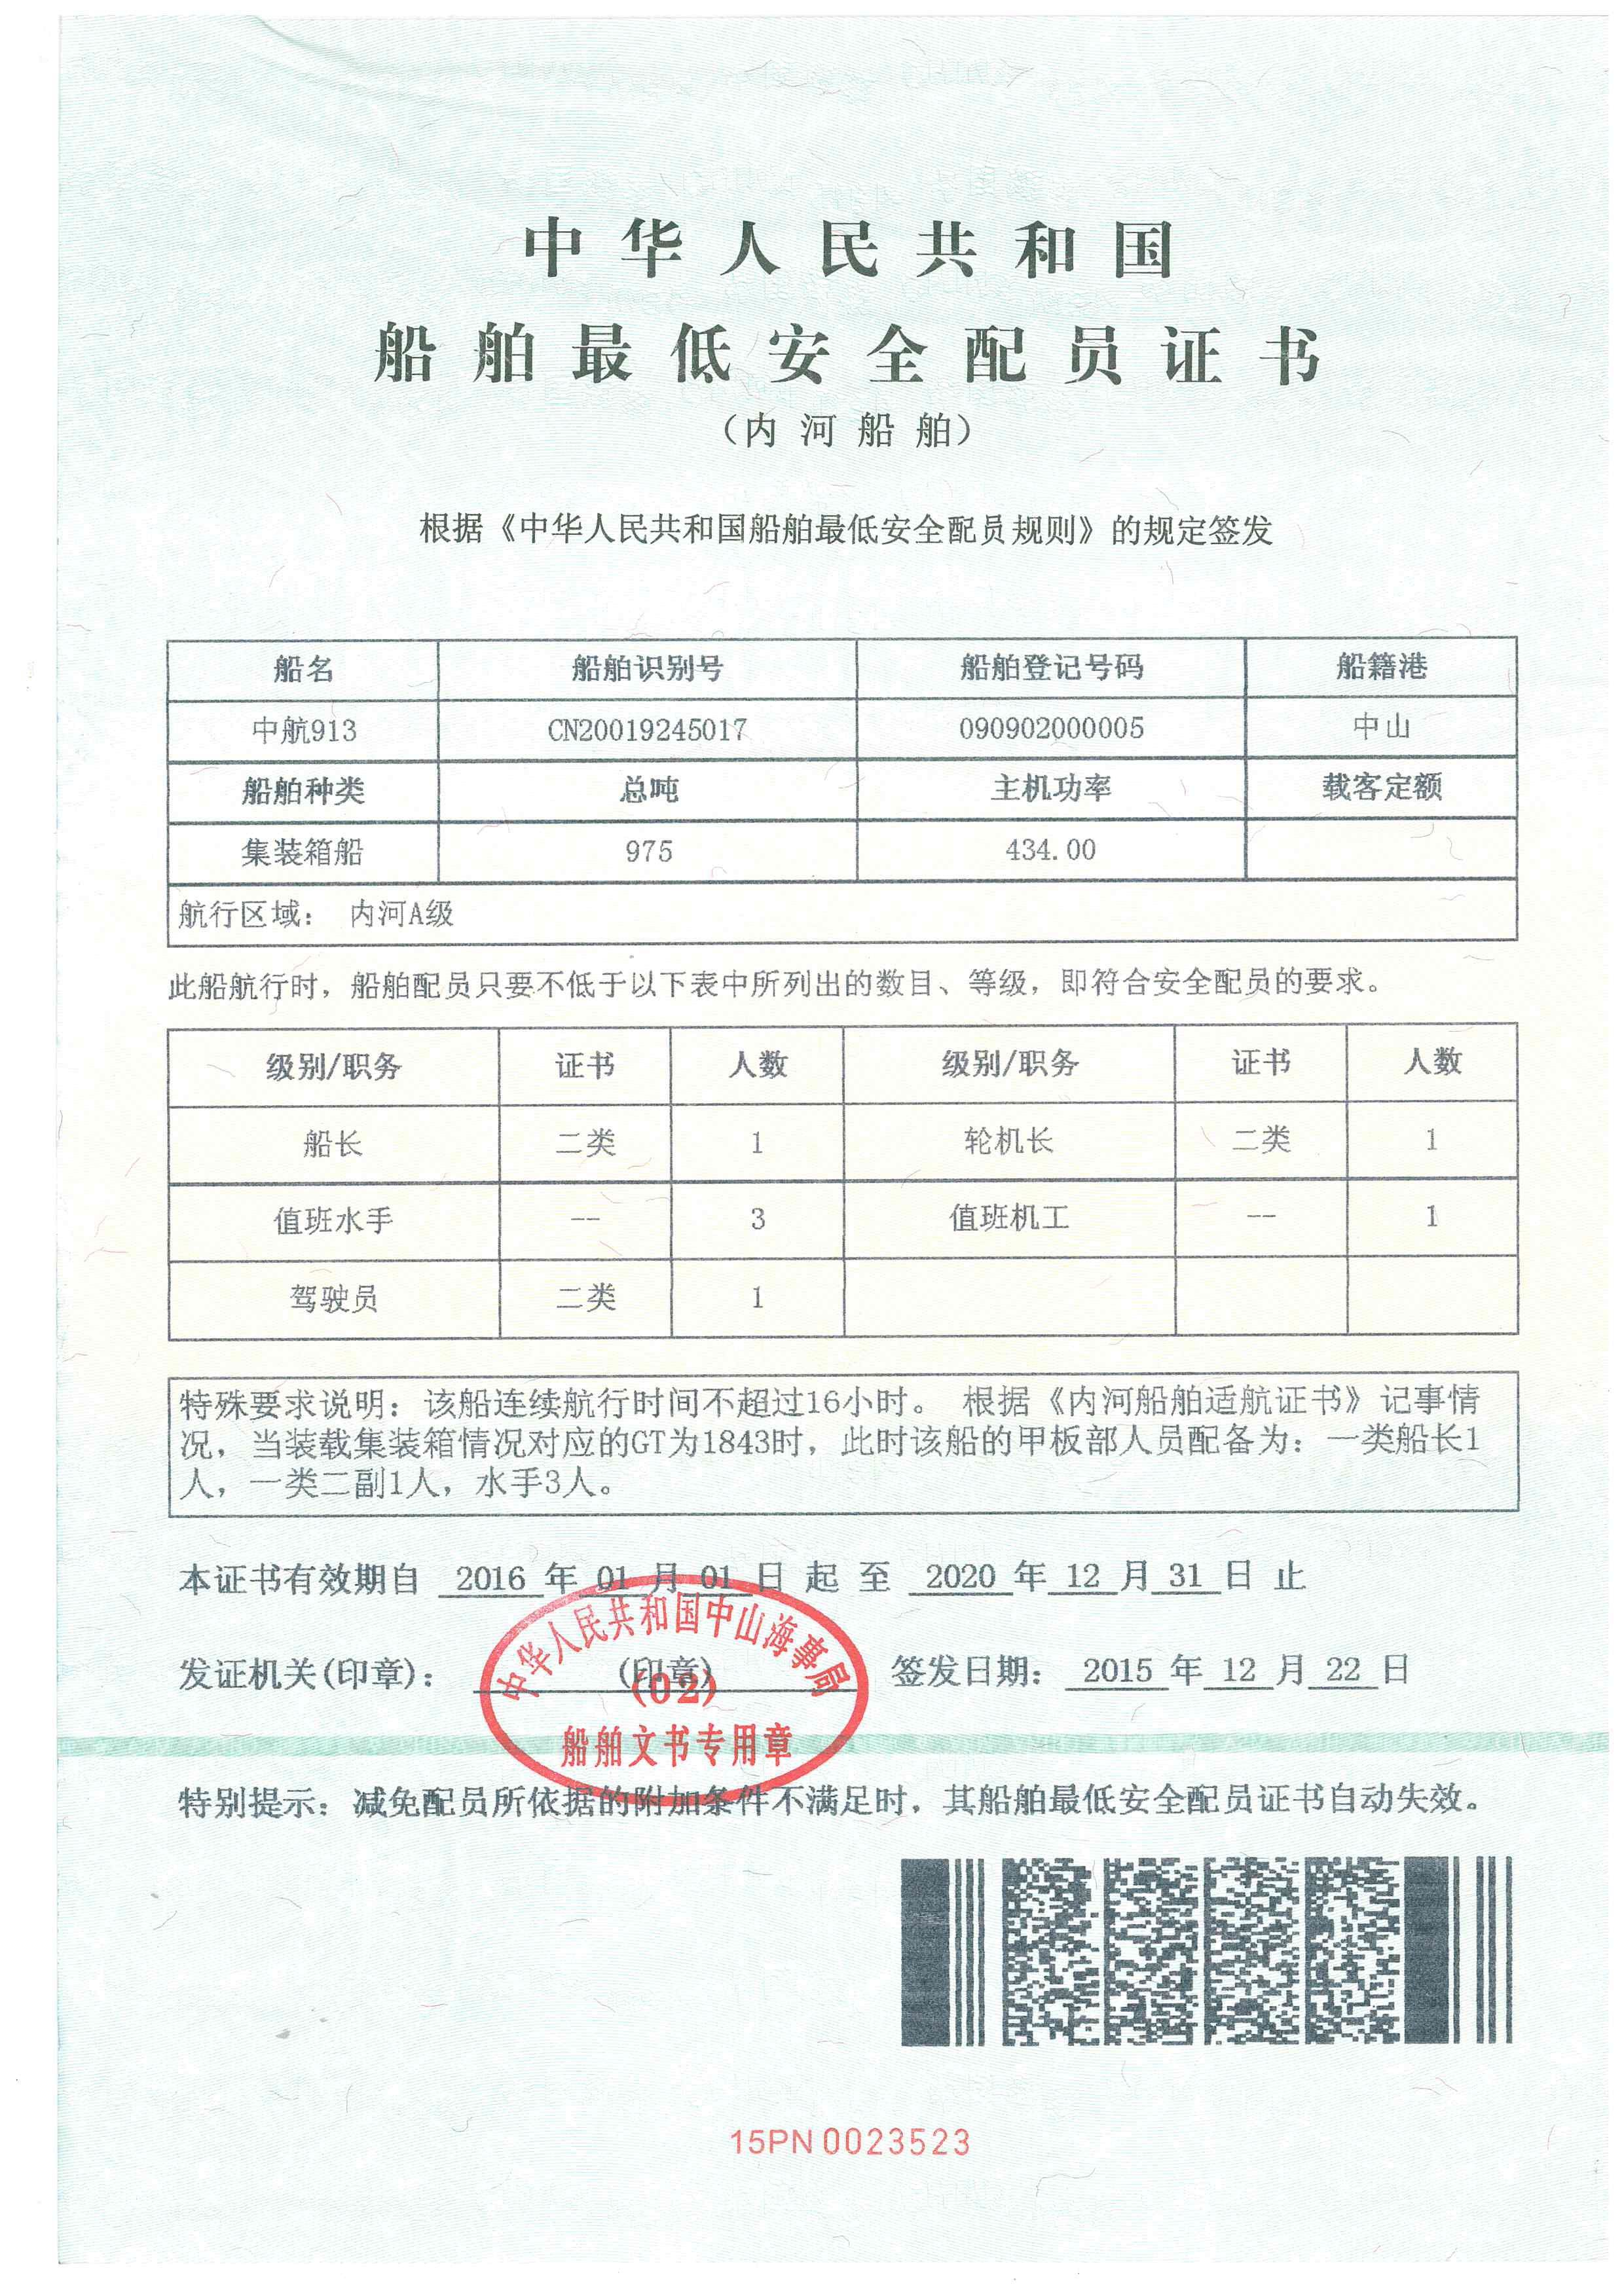 中华人民共和国
船舶最低安全配员证书
（内河船舶）
根据《中华人民共和国船舶最低安全配员规则》的规定签发
船名 船舶识别号 船舶登记号码 船籍港
中航913 CN20019245017 090902000005 中山
船舶种类 总吨 主机功率 载客定额
集装箱船 975 434.00
航行区域： 内河A级
此船航行时，船舶配员只要不低于以下表中所列出的数目、等级，即符合安全配员的要求。
级别/职务 证书 人数 级别/职务 证书 人数
船长 二类 1 轮机长 二类 1
值班水手 -- 3 值班机工 -- 1
驾驶员 二类 1
特殊要求说明：该船连续航行时间不超过16小时。 根据《内河船舶适航证书》记事情
况，当装载集装箱情况对应的GT为1843时，此时该船的甲板部人员配备为：一类船长1
人，一类二副1人，水手3人。
本证书有效期自 2016 年 01 月 01 日 起 至 2020 年 12 月 31 日 止
中华人民共和国中山海事局
发证机关(印章)： (印章) 签发日期： 2015 年 12 月 22 日
(02)
船舶文书专用章
特别提示：减免配员所依据的附加条件不满足时，其船舶最低安全配员证书自动失效。
15PN 0023523